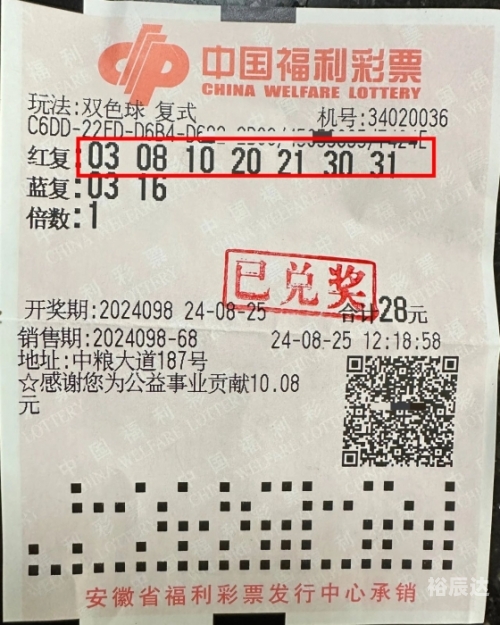 中国福利彩票
CHINA WELFARE LOTTERY
玩法:双色球 复式
机号:34020036
红复:03 08 10 20 21 30 31
蓝复:03 16
倍数:1
已兑奖
开奖期:2024098 24-08-25 合计28元
销售期:2024098-68 24-08-25 12:18:58
地址:中粮大道187号
☆感谢您为公益事业贡献10.08
元
安徽省福利彩票发行中心承销
裕辰达